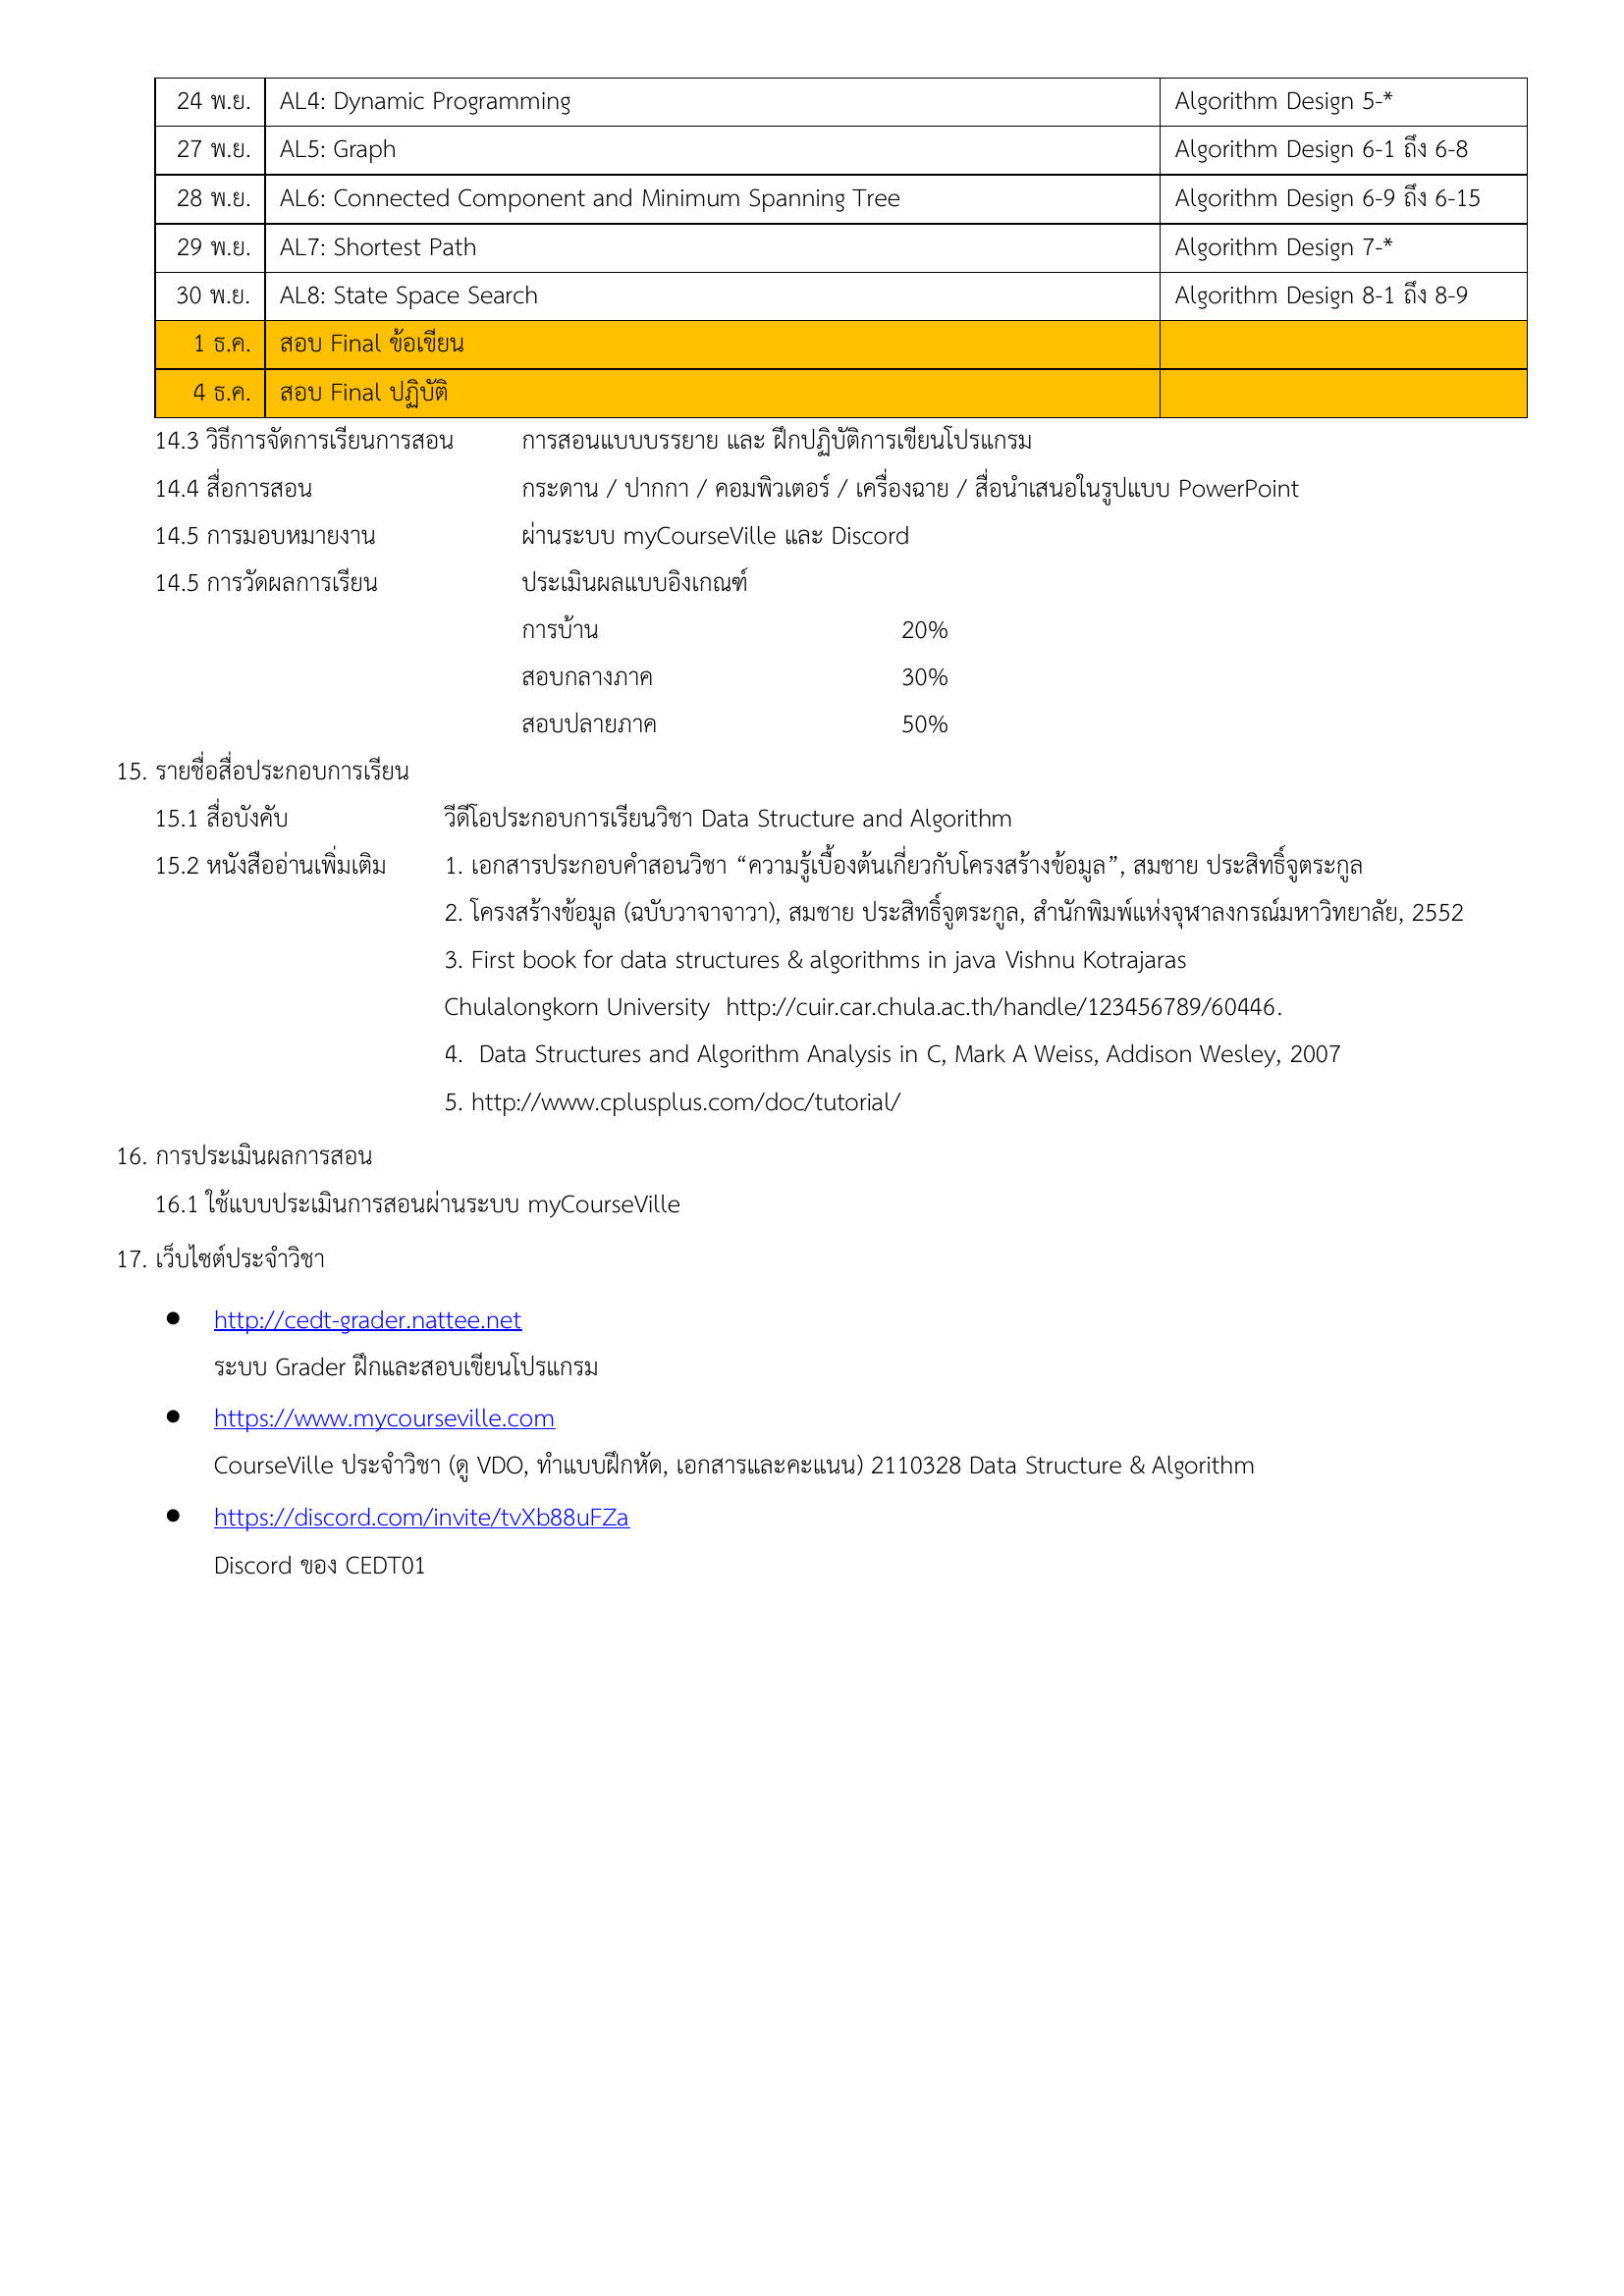 24 พ.ย. AL4: Dynamic Programming Algorithm Design 5-*
27 พ.ย. AL5: Graph Algorithm Design 6-1 ถึง 6-8
28 พ.ย. AL6: Connected Component and Minimum Spanning Tree Algorithm Design 6-9 ถึง 6-15
29 พ.ย. AL7: Shortest Path Algorithm Design 7-*
30 พ.ย. AL8: State Space Search Algorithm Design 8-1 ถึง 8-9
1 ธ.ค. สอบ Final ข้อเขียน
4 ธ.ค. สอบ Final ปฏิบัติ
14.3 วิธีการจัดการเรียนการสอน การสอนแบบบรรยาย และ ฝึกปฏิบัติการเขียนโปรแกรม
14.4 สื่อการสอน กระดาน / ปากกา / คอมพิวเตอร์ / เครื่องฉาย / สื่อนำเสนอในรูปแบบ PowerPoint
14.5 การมอบหมายงาน ผ่านระบบ myCourseVille และ Discord
14.5 การวัดผลการเรียน ประเมินผลแบบอิงเกณฑ์
การบ้าน 20%
สอบกลางภาค 30%
สอบปลายภาค 50%
15. รายชื่อสื่อประกอบการเรียน
15.1 สื่อบังคับ วีดีโอประกอบการเรียนวิชา Data Structure and Algorithm
15.2 หนังสืออ่านเพิ่มเติม 1. เอกสารประกอบคำสอนวิชา “ความรู้เบื้องต้นเกี่ยวกับโครงสร้างข้อมูล”, สมชาย ประสิทธิ์จูตระกูล
2. โครงสร้างข้อมูล (ฉบับวาจาจาวา), สมชาย ประสิทธิ์จูตระกูล, สำนักพิมพ์แห่งจุฬาลงกรณ์มหาวิทยาลัย, 2552
3. First book for data structures & algorithms in java Vishnu Kotrajaras
Chulalongkorn University http://cuir.car.chula.ac.th/handle/123456789/60446.
4. Data Structures and Algorithm Analysis in C, Mark A Weiss, Addison Wesley, 2007
5. http://www.cplusplus.com/doc/tutorial/
16. การประเมินผลการสอน
16.1 ใช้แบบประเมินการสอนผ่านระบบ myCourseVille
17. เว็บไซต์ประจำวิชา
● http://cedt-grader.nattee.net
ระบบ Grader ฝึกและสอบเขียนโปรแกรม
● https://www.mycourseville.com
CourseVille ประจำวิชา (ดู VDO, ทำแบบฝึกหัด, เอกสารและคะแนน) 2110328 Data Structure & Algorithm
● https://discord.com/invite/tvXb88uFZa
Discord ของ CEDT01